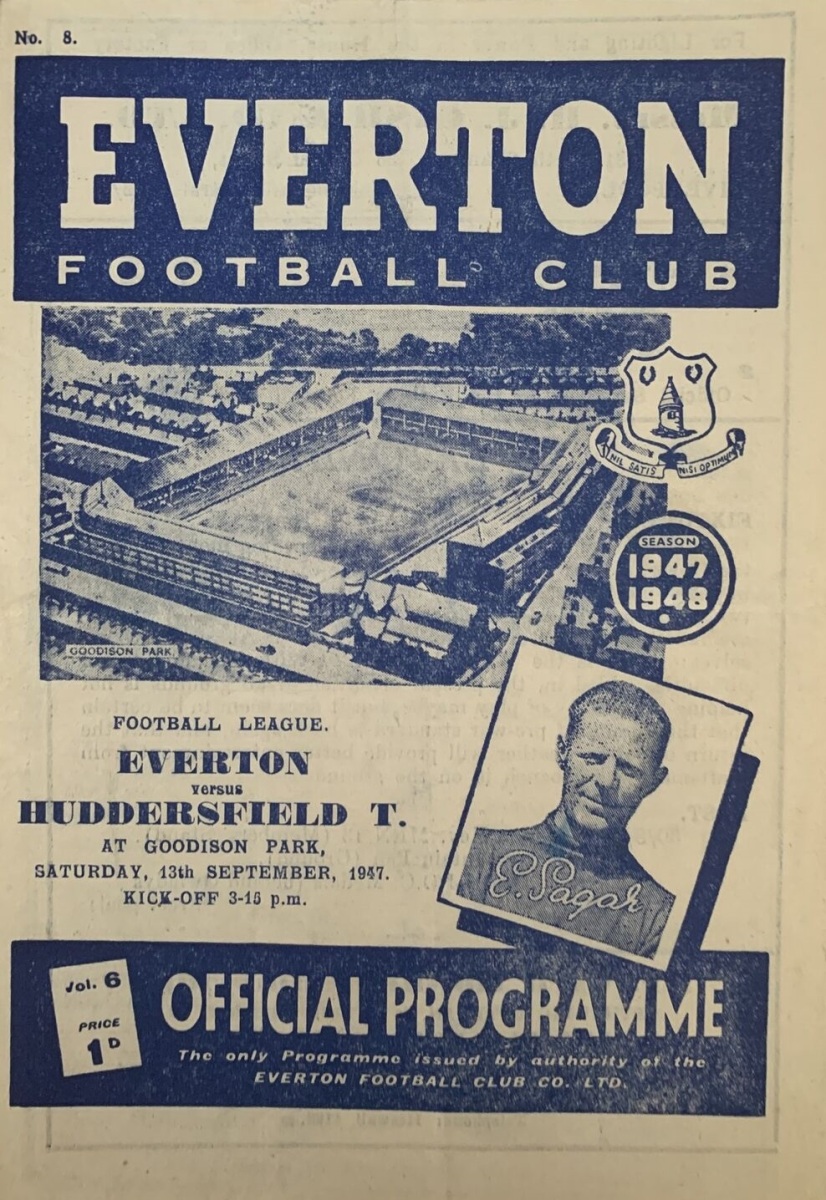 No. 8.
EVERTON
FOOTBALL CLUB
NIL SATIS NISI OPTIMUM
SEASON
1947
1948
GOODISON PARK.
FOOTBALL LEAGUE.
EVERTON
versus
HUDDERSFIELD T.
AT GOODISON PARK,
SATURDAY, 13th SEPTEMBER, 1947.
KICK-OFF 3-15 p.m.
E. Sagar
Vol. 6
PRICE
1D
OFFICIAL PROGRAMME
The only Programme issued by authority of the
EVERTON FOOTBALL CLUB CO. LTD.